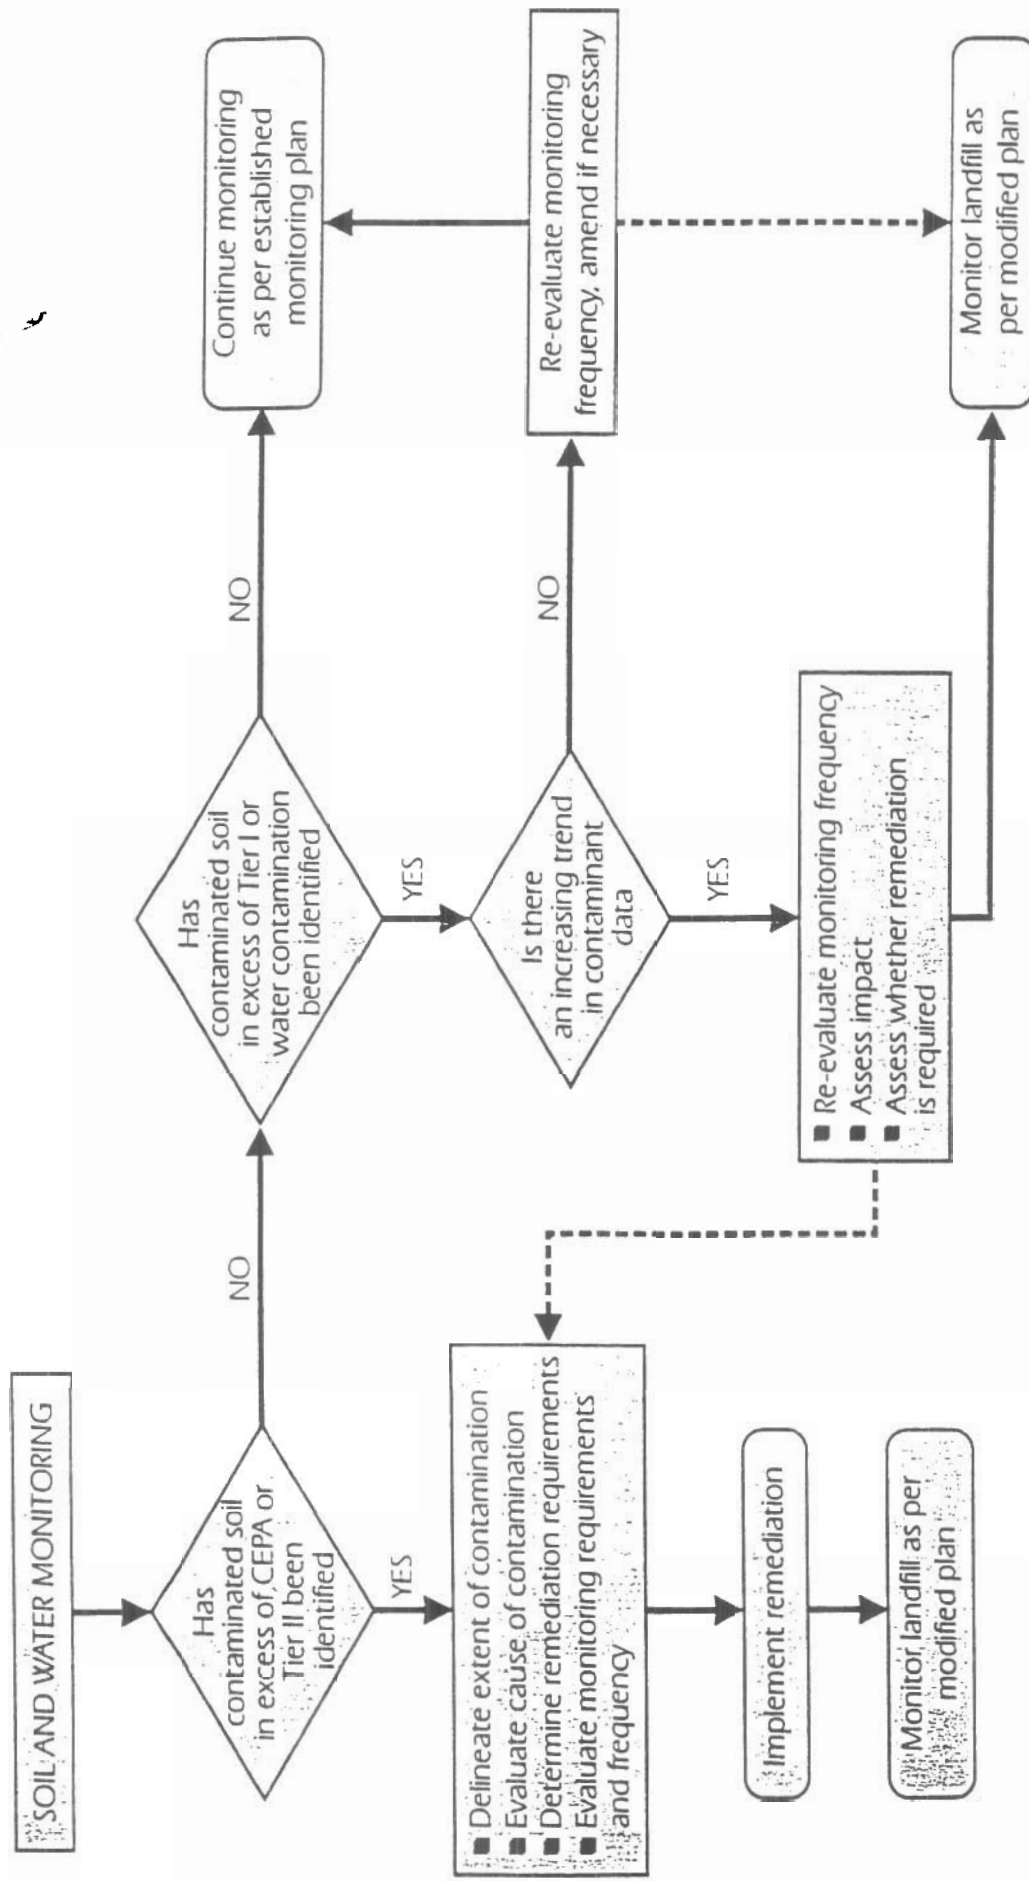 SOIL AND WATER MONITORING
Has
contaminated soil
in excess of CEPA or
Tier II been
identified
NO
YES
Has
contaminated soil
in excess of Tier I or
water contamination
been identified
NO
YES
Continue monitoring
as per established
monitoring plan
Is there
an increasing trend
in contaminant
data
NO
YES
Re-evaluate monitoring
frequency, amend if necessary
■ Delineate extent of contamination
■ Evaluate cause of contamination
■ Determine remediation requirements
■ Evaluate monitoring requirements
and frequency
■ Re-evaluate monitoring frequency
■ Assess impact
■ Assess whether remediation
is required
Implement remediation
Monitor landfill as per
modified plan
Monitor landfill as
per modified plan